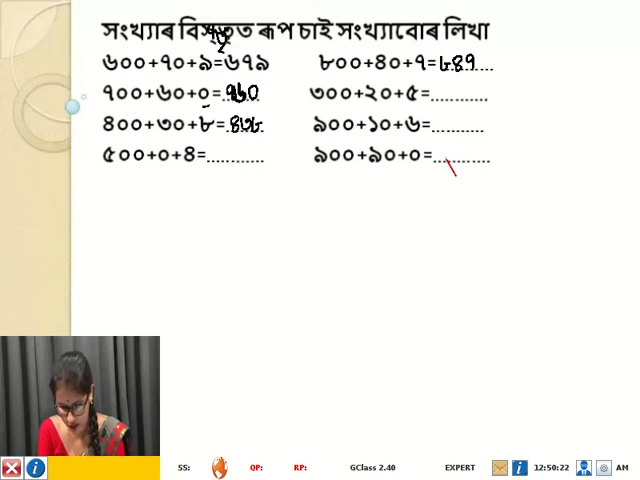 সংখ্যাৰ বিস্তৃত ৰূপ চাই সংখ্যাবোৰ লিখা
৬০০+৭০+৯=৬৭৯ ৮০০+৪০+৭=৮৪৭
৭০০+৬০+০=৭৬০ ৩০০+২০+৫=............
৪০০+৩০+৮=৪৩৮ ৯০০+১০+৬=...........
৫০০+০+৪=............ ৯০০+৯০+০=............
SS: QP: RP: GClass 2.40 EXPERT 12:50:22 AM